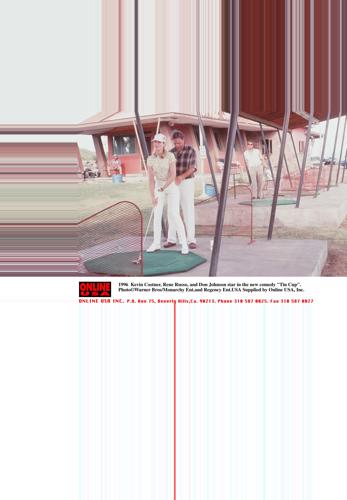 ONLINE
USA
1996 Kevin Costner, Rene Russo, and Don Johnson star in the new comedy "Tin Cup".
Photo©Warner Bros/Monarchy Ent.and Regency Ent.USA Supplied by Online USA, Inc.
ONLINE USA INC. P.O. Box 75, Beverly Hills,Ca. 90213. Phone 310 587 0025. Fax 310 587 0027